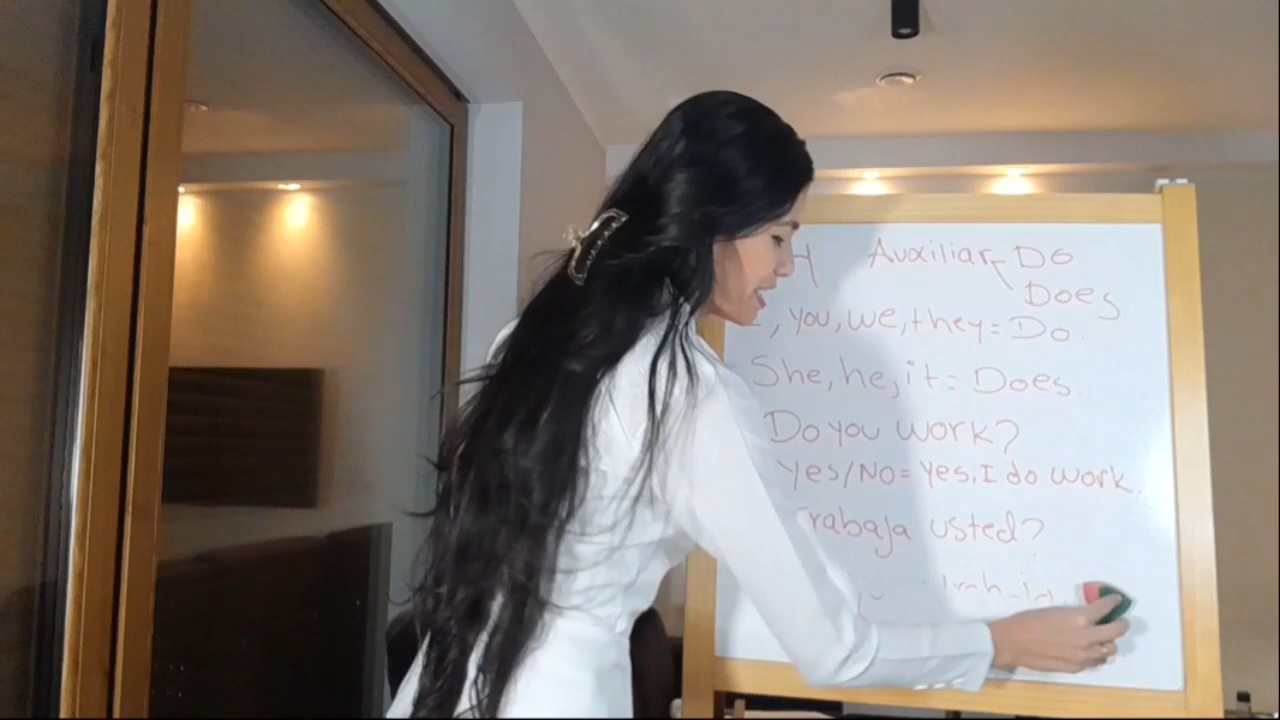 Auxiliar DO
Does
, you, we, they = Do.
She, he, it = Does.
Do you work?
Yes/No = Yes, I do work.
Trabaja usted?